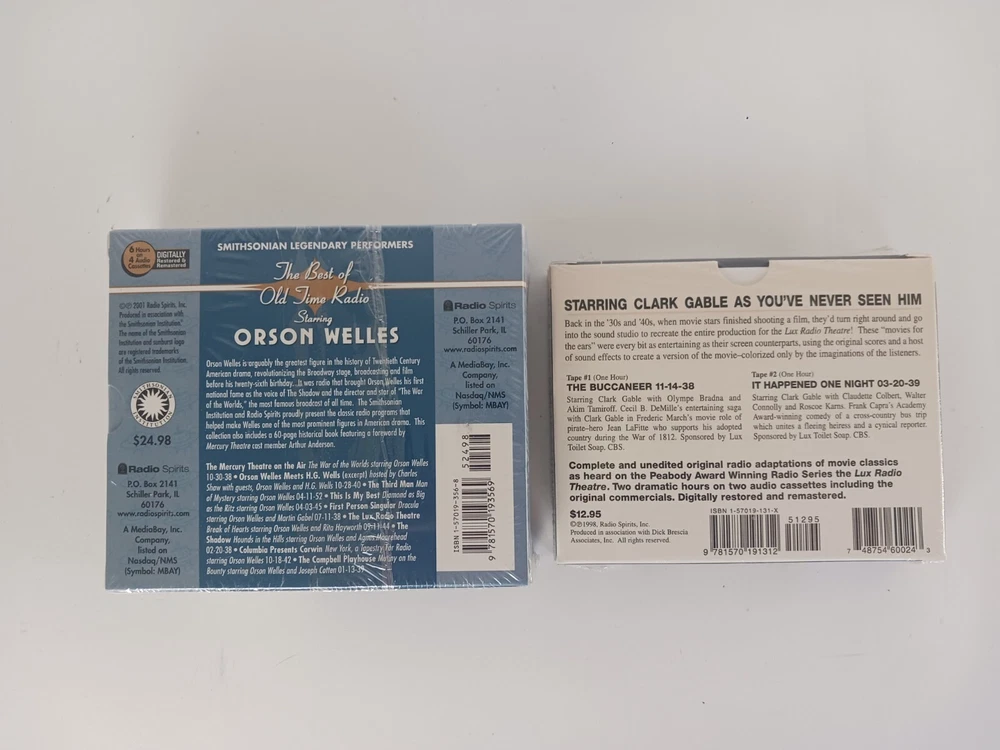 6 Hours
on
4 Audio
Cassettes
DIGITALLY
Restored &
Remastered
©℗ 2001 Radio Spirits, Inc.
Produced in association with
the Smithsonian Institution.
The name of the Smithsonian
Institution and sunburst logo
are registered trademarks
of the Smithsonian Institution.
All rights reserved.
SMITHSONIAN
INSTITUTION
$24.98
Radio Spirits
P.O. Box 2141
Schiller Park, IL
60176
www.radiospirits.com
A MediaBay, Inc.
Company,
listed on
Nasdaq/NMS
(Symbol: MBAY)
SMITHSONIAN LEGENDARY PERFORMERS
The Best of
Old Time Radio
Starring
ORSON WELLES
Orson Welles is arguably the greatest figure in the history of Twentieth Century
American drama, revolutionizing the Broadway stage, broadcasting and film
before his twenty-sixth birthday. It was radio that brought Orson Welles his first
national fame as the voice of The Shadow and the director and star of "The War
of the Worlds," the most famous broadcast of all time. The Smithsonian
Institution and Radio Spirits proudly present the classic radio programs that
helped make Welles one of the most prominent figures in American drama. This
collection also includes a 60-page historical book featuring a foreword by
Mercury Theatre cast member Arthur Anderson.
The Mercury Theatre on the Air The War of the Worlds starring Orson Welles
10-30-38 • Orson Welles Meets H.G. Wells (excerpt) hosted by Charles
Shaw with guests, Orson Welles and H.G. Wells 10-28-40 • The Third Man Man
of Mystery starring Orson Welles 04-11-52 • This Is My Best Diamond as Big
as the Ritz starring Orson Welles 04-03-45 • First Person Singular Dracula
starring Orson Welles and Martin Gabel 07-11-38 • The Lux Radio Theatre
Break of Hearts starring Orson Welles and Rita Hayworth 09-11-44 • The
Shadow Hounds in the Hills starring Orson Welles and Agnes Moorehead
02-20-38 • Columbia Presents Corwin New York, a Tapestry For Radio
starring Orson Welles 10-18-42 • The Campbell Playhouse Mutiny on the
Bounty starring Orson Welles and Joseph Cotten 01-13-39
Radio Spirits
P.O. Box 2141
Schiller Park, IL
60176
www.radiospirits.com
A MediaBay, Inc.
Company,
listed on
Nasdaq/NMS
(Symbol: MBAY)
52498
ISBN 1-57019-356-8
9 781570 193569
STARRING CLARK GABLE AS YOU'VE NEVER SEEN HIM
Back in the '30s and '40s, when movie stars finished shooting a film, they'd turn right around and go
into the sound studio to recreate the entire production for the Lux Radio Theatre! These "movies for
the ears" were every bit as entertaining as their screen counterparts, using the original scores and a host
of sound effects to create a version of the movie–colorized only by the imaginations of the listeners.
Tape #1 (One Hour)
THE BUCCANEER 11-14-38
Starring Clark Gable with Olympe Bradna and
Akim Tamiroff. Cecil B. DeMille's entertaining saga
with Clark Gable in Frederic March's movie role of
pirate–hero Jean LaFitte who supports his adopted
country during the War of 1812. Sponsored by Lux
Toilet Soap. CBS.
Tape #2 (One Hour)
IT HAPPENED ONE NIGHT 03-20-39
Starring Clark Gable with Claudette Colbert, Walter
Connolly and Roscoe Karns. Frank Capra's Academy
Award-winning comedy of a cross-country bus trip
which unites a fleeing heiress and a cynical reporter.
Sponsored by Lux Toilet Soap. CBS.
Complete and unedited original radio adaptations of movie classics
as heard on the Peabody Award Winning Radio Series the Lux Radio
Theatre. Two dramatic hours on two audio cassettes including the
original commercials. Digitally restored and remastered.
$12.95
©℗1998, Radio Spirits, Inc.
Produced in association with Dick Brescia
Associates, Inc. All rights reserved.
ISBN 1-57019-131-X
51295
9 781570 191312
7 48754 60024 3